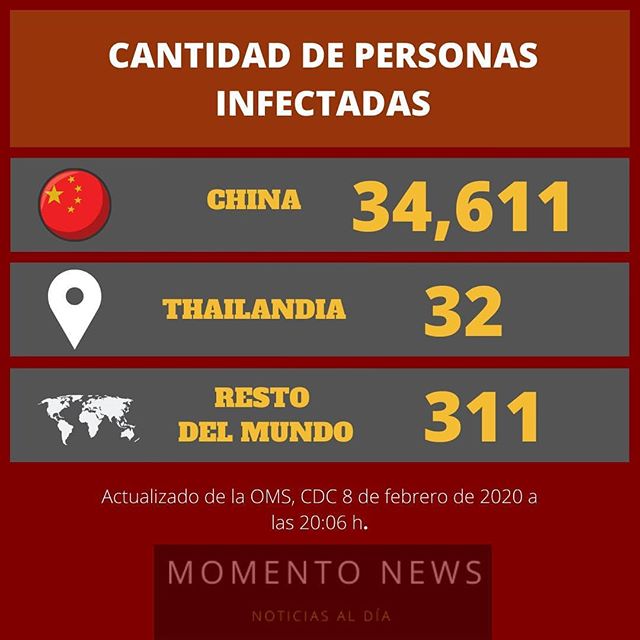 CANTIDAD DE PERSONAS
INFECTADAS
CHINA 34,611
THAILANDIA 32
RESTO
DEL MUNDO 311
Actualizado de la OMS, CDC 8 de febrero de 2020 a
las 20:06 h.
MOMENTO NEWS
NOTICIAS AL DÍA